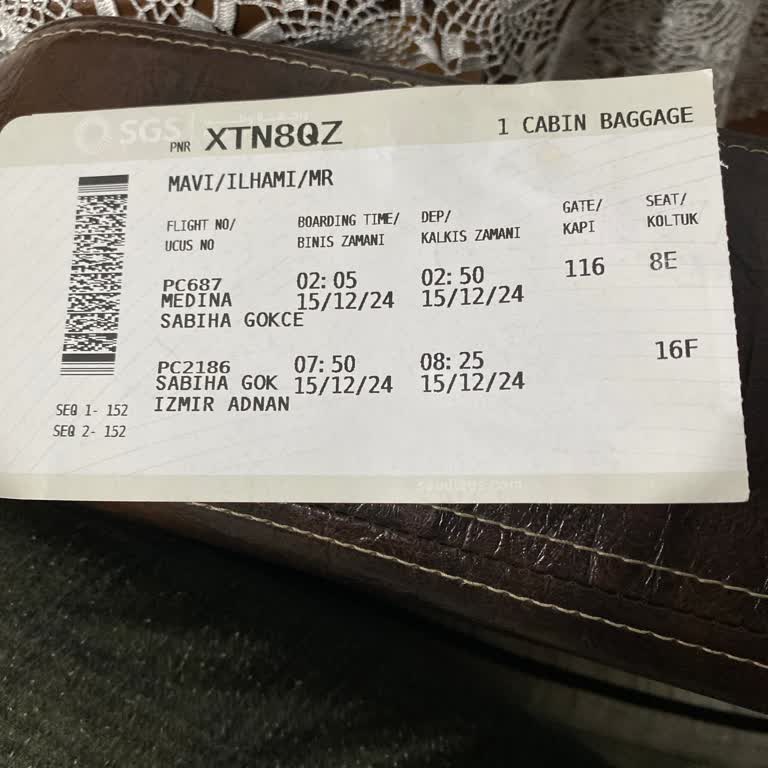 SGS
PNR XTN8QZ
1 CABIN BAGGAGE
MAVI/ILHAMI/MR
FLIGHT NO/ BOARDING TIME/ DEP/ GATE/ SEAT/
UCUS NO BINIS ZAMANI KALKIS ZAMANI KAPI KOLTUK
PC687 02:05 02:50 116 8E
MEDINA 15/12/24 15/12/24
SABIHA GOKCE
PC2186 07:50 08:25 16F
SABIHA GOK 15/12/24 15/12/24
IZMIR ADNAN
SEQ 1- 152
SEQ 2- 152